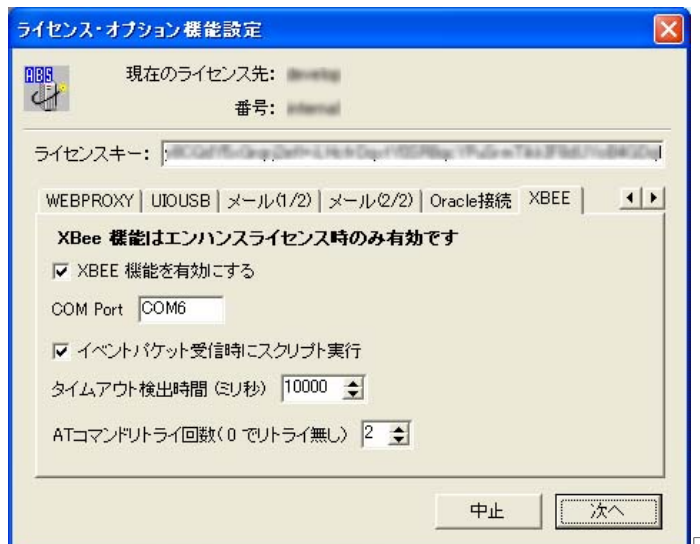 ライセンス・オプション機能設定
ABS
現在のライセンス先:
番号:
ライセンスキー:
WEBPROXY UIOUSB メール(1/2) メール(2/2) Oracle接続 XBEE
XBee 機能はエンハンスライセンス時のみ有効です
XBEE 機能を有効にする
COM Port COM6
イベントパケット受信時にスクリプト実行
タイムアウト検出時間 (ミリ秒) 10000
ATコマンドリトライ回数(0 でリトライ無し) 2
中止 次へ